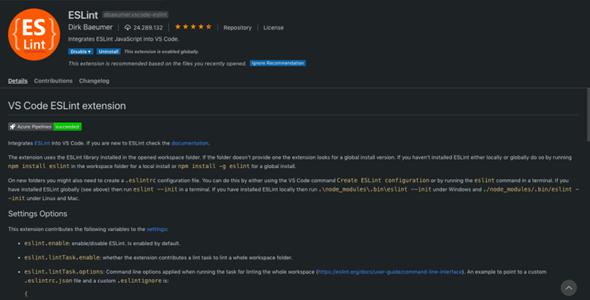 ES
Lint
ESLint dbaeumer.vscode-eslint
Dirk Baeumer | 24.289.132 | | Repository | License
Integrates ESLint JavaScript into VS Code.
Disable Uninstall This extension is enabled globally.
This extension is recommended based on the files you recently opened. Ignore Recommendation
Details Contributions Changelog
VS Code ESLint extension
Azure Pipelines succeeded
Integrates ESLint into VS Code. If you are new to ESLint check the documentation.
The extension uses the ESLint library installed in the opened workspace folder. If the folder doesn't provide one the extension looks for a global install version. If you haven't installed ESLint either locally or globally do so by running
npm install eslint in the workspace folder for a local install or npm install -g eslint for a global install.
On new folders you might also need to create a .eslintrc configuration file. You can do this by either using the VS Code command Create ESLint configuration or by running the eslint command in a terminal. If you
have installed ESLint globally (see above) then run eslint --init in a terminal. If you have installed ESLint locally then run .\node_modules\.bin\eslint --init under Windows and ./node_modules/.bin/eslint -
-init under Linux and Mac.
Settings Options
This extension contributes the following variables to the settings:
• eslint.enable: enable/disable ESLint. Is enabled by default.
• eslint.lintTask.enable: whether the extension contributes a lint task to lint a whole workspace folder.
• eslint.lintTask.options: Command line options applied when running the task for linting the whole workspace (https://eslint.org/docs/user-guide/command-line-interface). An example to point to a custom
.eslintrc.json file and a custom .eslintignore is:
{